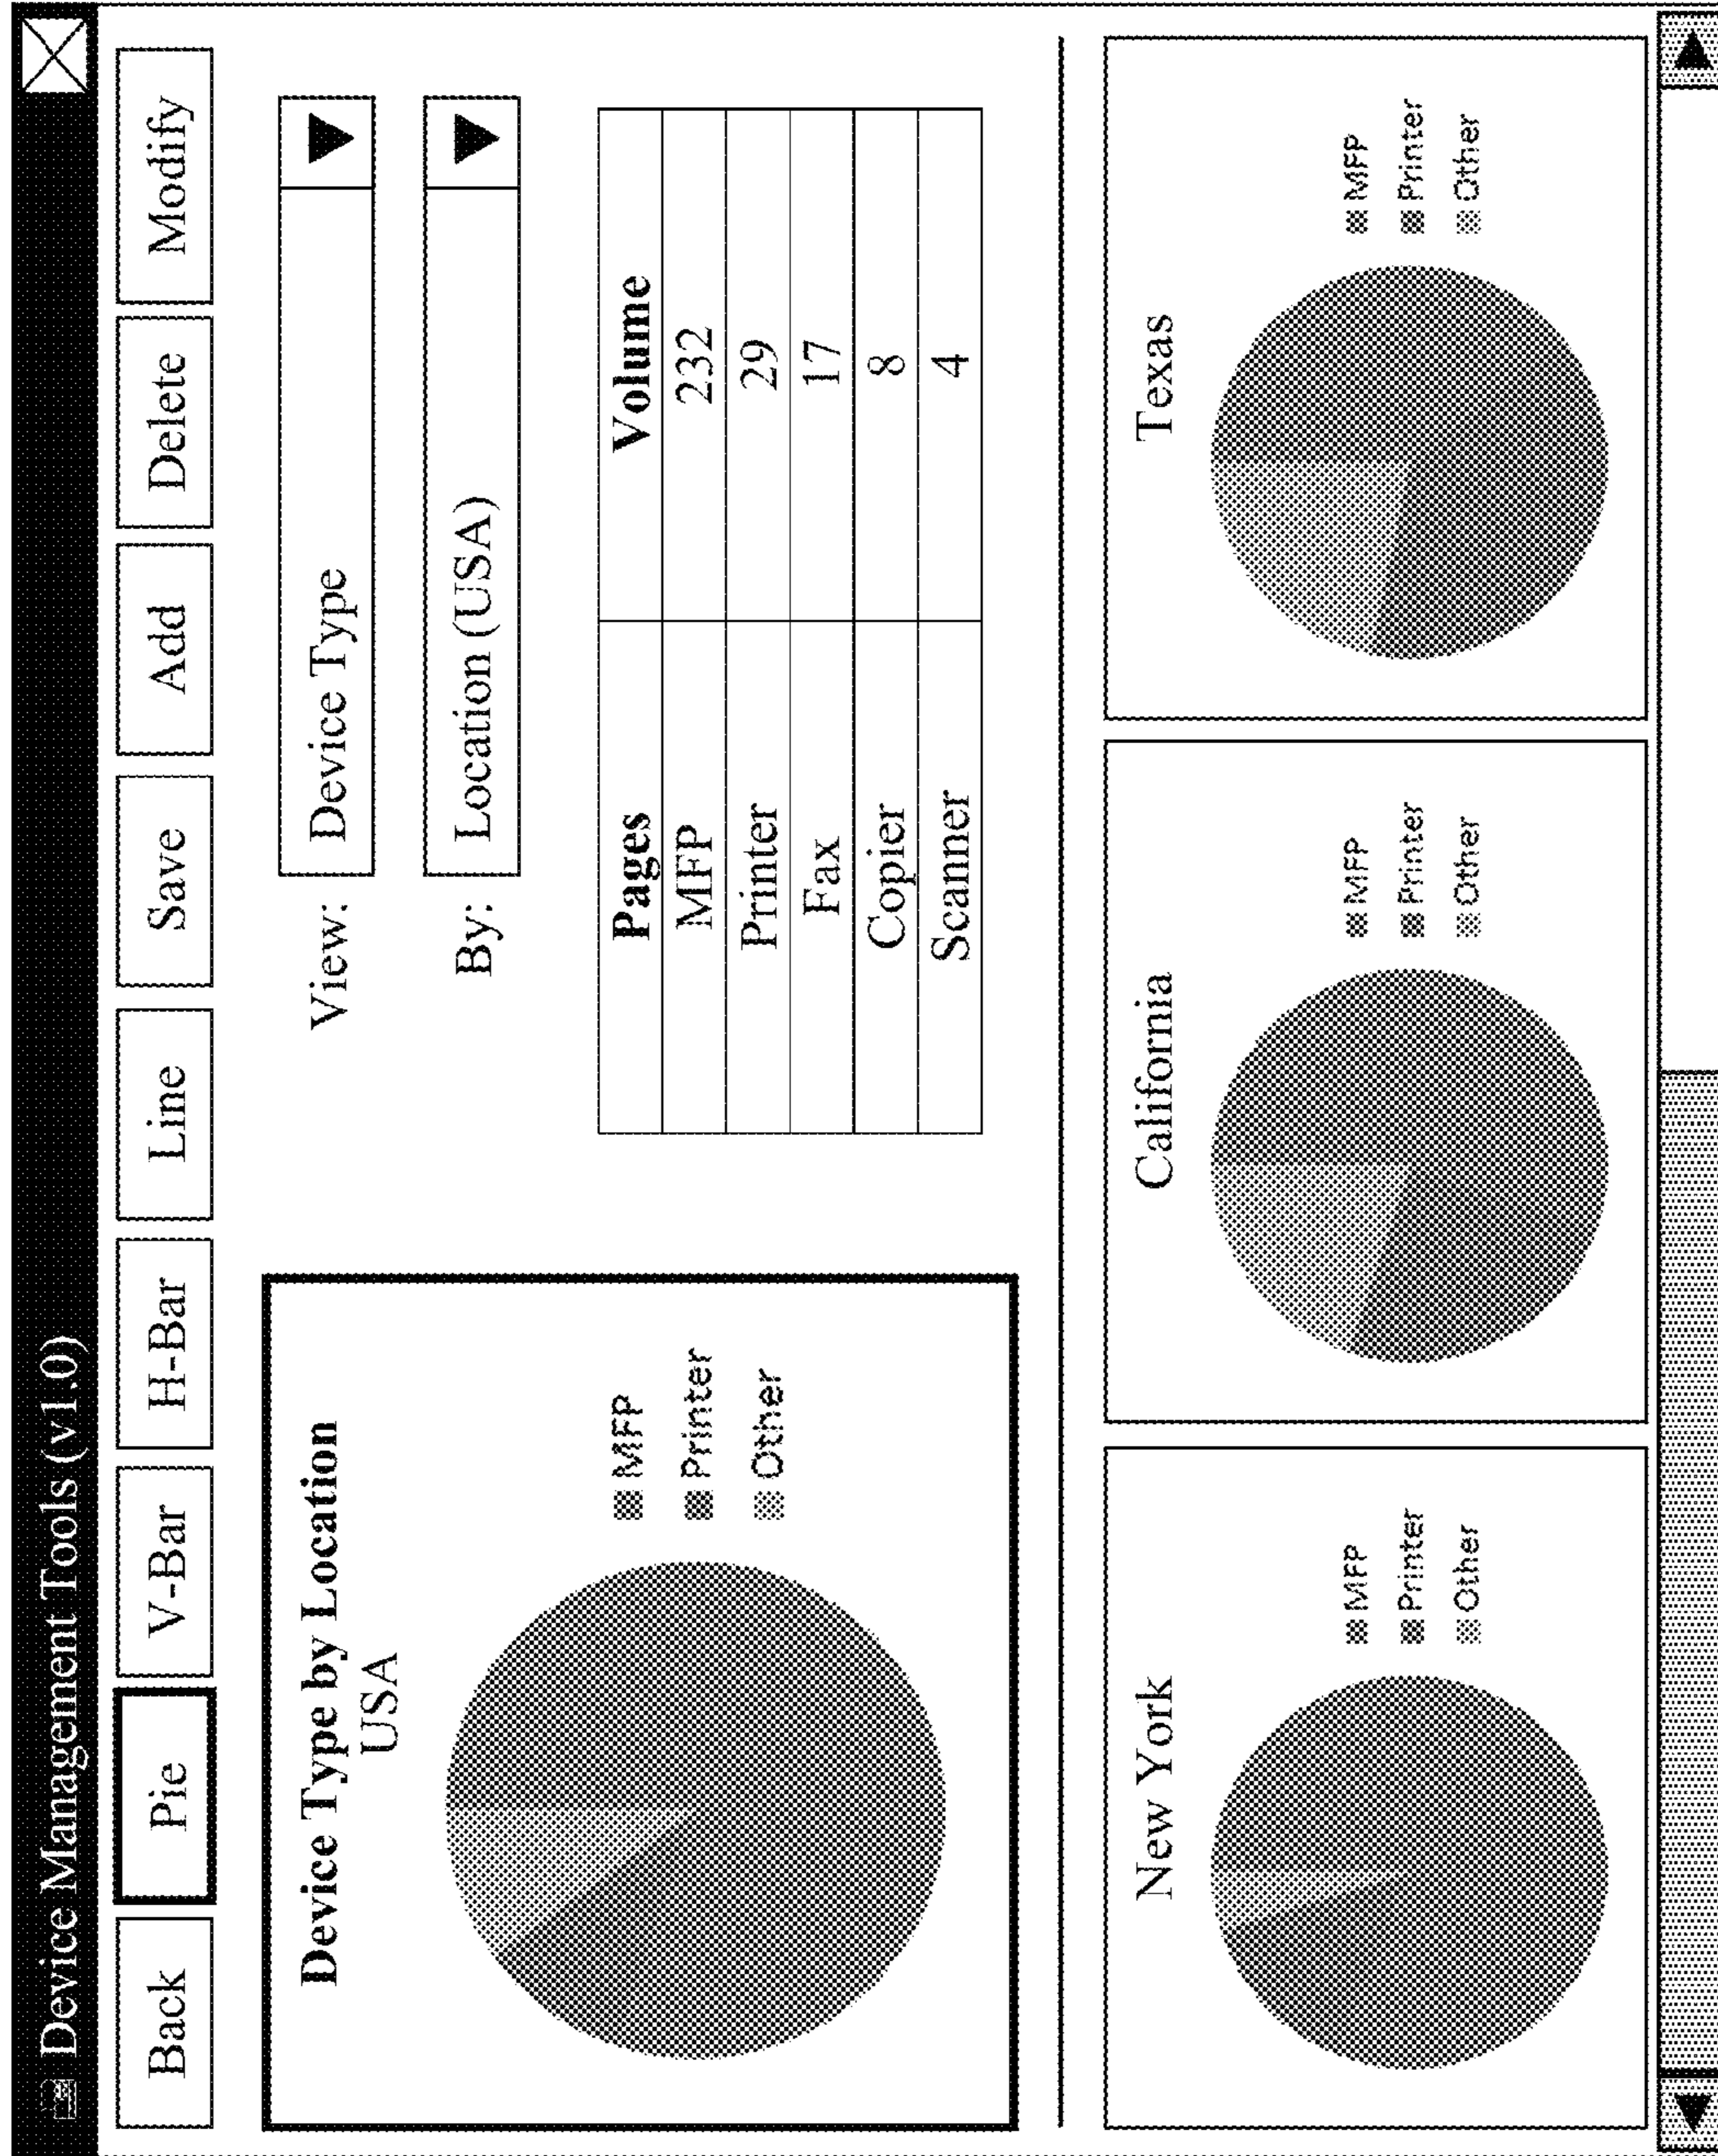 Device Management Tools (v1.0)
Back Pie V-Bar H-Bar Line Save Add Delete Modify
Device Type by Location
USA
MFP
Printer
Other
View: Device Type
By: Location (USA)
Pages Volume
MFP 232
Printer 29
Fax 17
Copier 8
Scanner 4
New York
MFP
Printer
Other
California
MFP
Printer
Other
Texas
MFP
Printer
Other